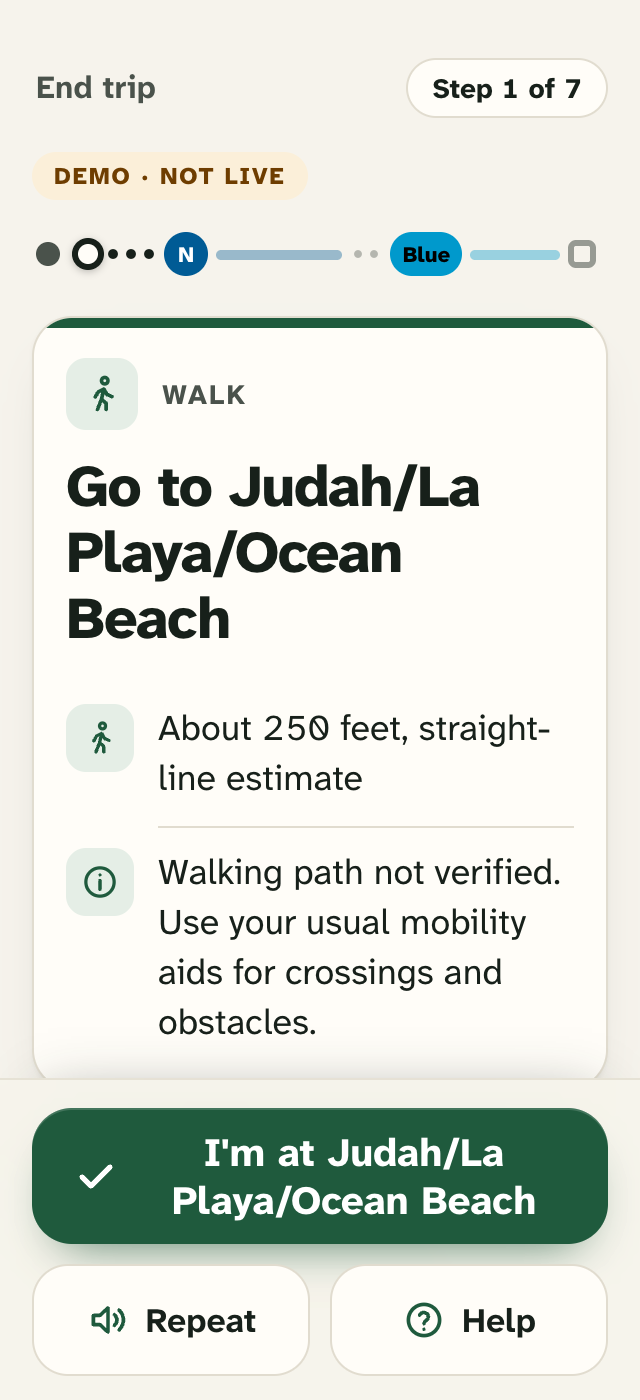 End trip
Step 1 of 7
DEMO · NOT LIVE
N
Blue
WALK
Go to Judah/La
Playa/Ocean
Beach
About 250 feet, straight-
line estimate
Walking path not verified.
Use your usual mobility
aids for crossings and
obstacles.
I'm at Judah/La
Playa/Ocean Beach
Repeat
Help